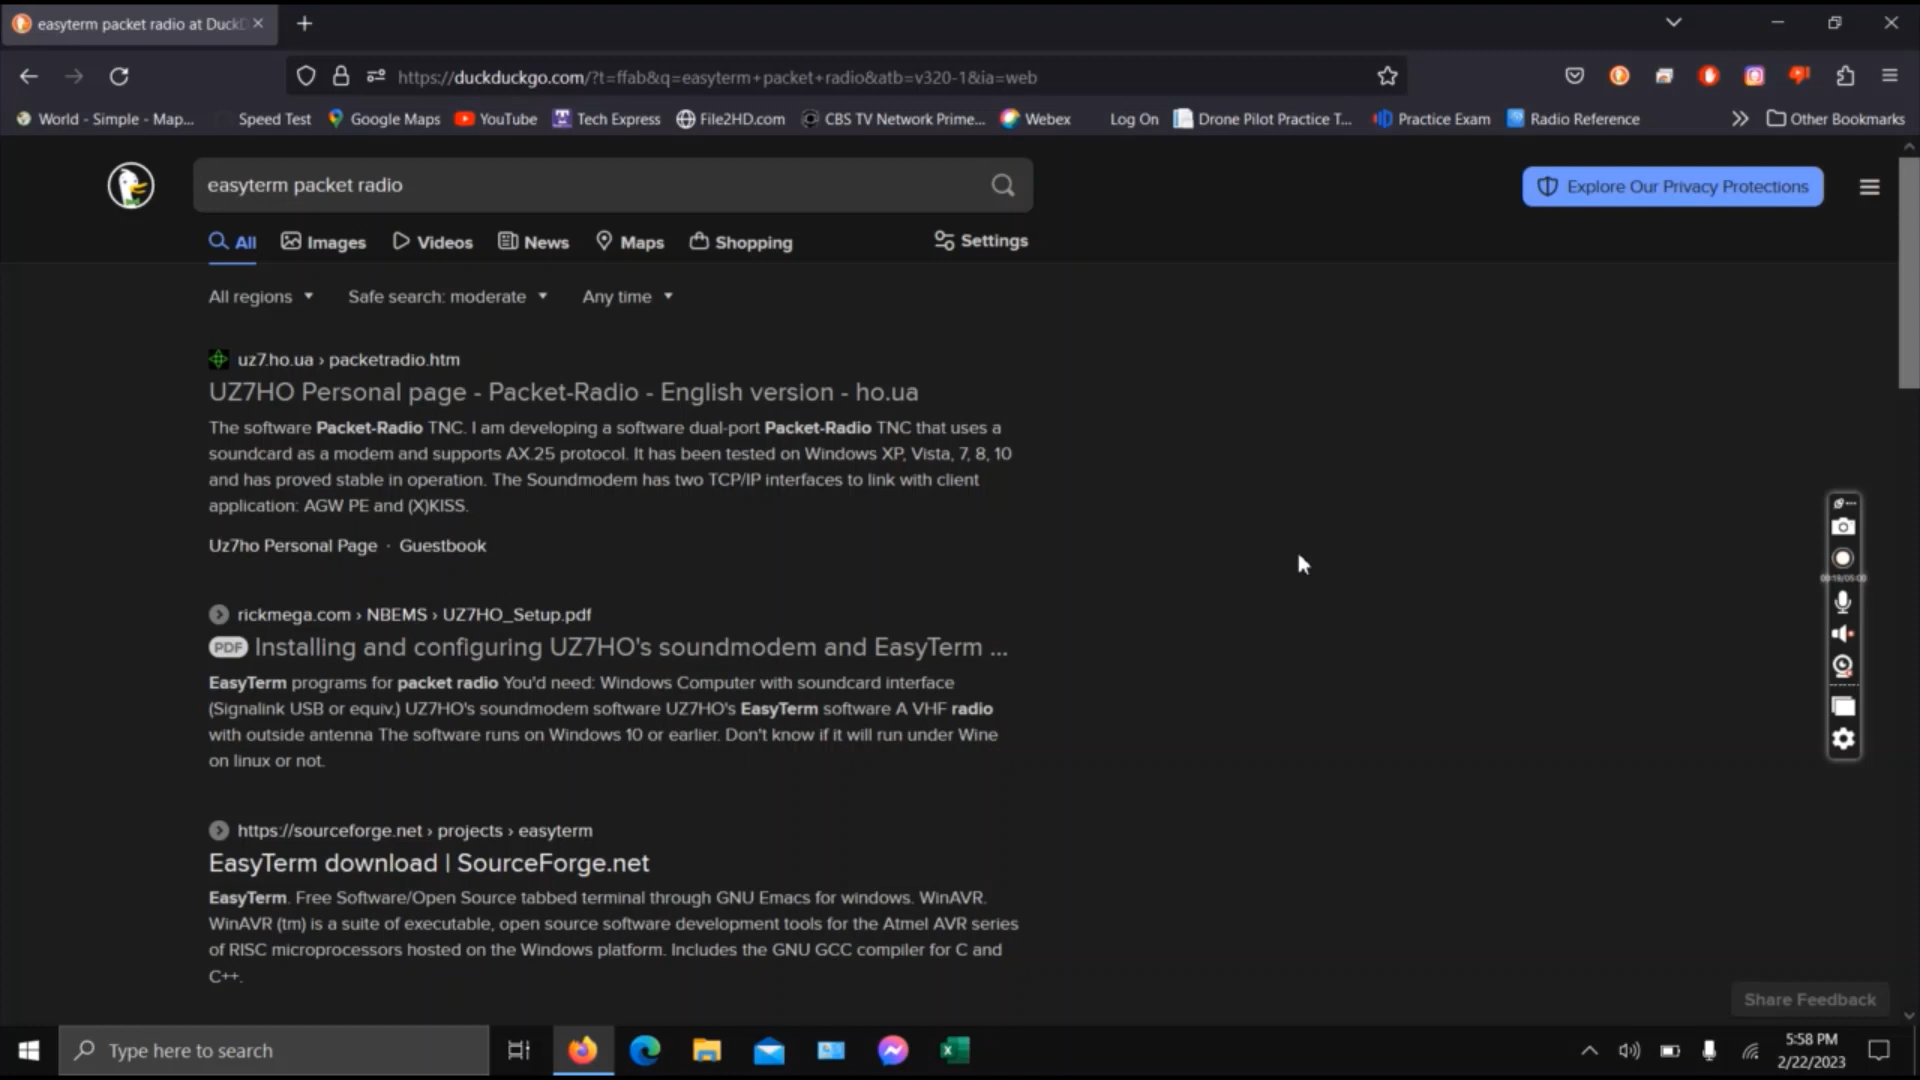 easyterm packet radio at DuckD
https://duckduckgo.com/?t=ffab&q=easyterm+packet+radio&atb=v320-1&ia=web
World - Simple - Map...
Speed Test
Google Maps
YouTube
Tech Express
File2HD.com
CBS TV Network Prime...
Webex
Log On
Drone Pilot Practice T...
Practice Exam
Radio Reference
Other Bookmarks
easyterm packet radio
Explore Our Privacy Protections
All
Images
Videos
News
Maps
Shopping
Settings
All regions
Safe search: moderate
Any time
uz7.ho.ua › packetradio.htm
UZ7HO Personal page - Packet-Radio - English version - ho.ua
The software Packet-Radio TNC. I am developing a software dual-port Packet-Radio TNC that uses a
soundcard as a modem and supports AX.25 protocol. It has been tested on Windows XP, Vista, 7, 8, 10
and has proved stable in operation. The Soundmodem has two TCP/IP interfaces to link with client
application: AGW PE and (X)KISS.
Uz7ho Personal Page · Guestbook
rickmega.com › NBEMS › UZ7HO_Setup.pdf
PDF Installing and configuring UZ7HO's soundmodem and EasyTerm ...
EasyTerm programs for packet radio You'd need: Windows Computer with soundcard interface
(Signalink USB or equiv.) UZ7HO's soundmodem software UZ7HO's EasyTerm software A VHF radio
with outside antenna The software runs on Windows 10 or earlier. Don't know if it will run under Wine
on linux or not.
https://sourceforge.net › projects › easyterm
EasyTerm download | SourceForge.net
EasyTerm. Free Software/Open Source tabbed terminal through GNU Emacs for windows. WinAVR.
WinAVR (tm) is a suite of executable, open source software development tools for the Atmel AVR series
of RISC microprocessors hosted on the Windows platform. Includes the GNU GCC compiler for C and
C++.
Share Feedback
Type here to search
5:58 PM
2/22/2023